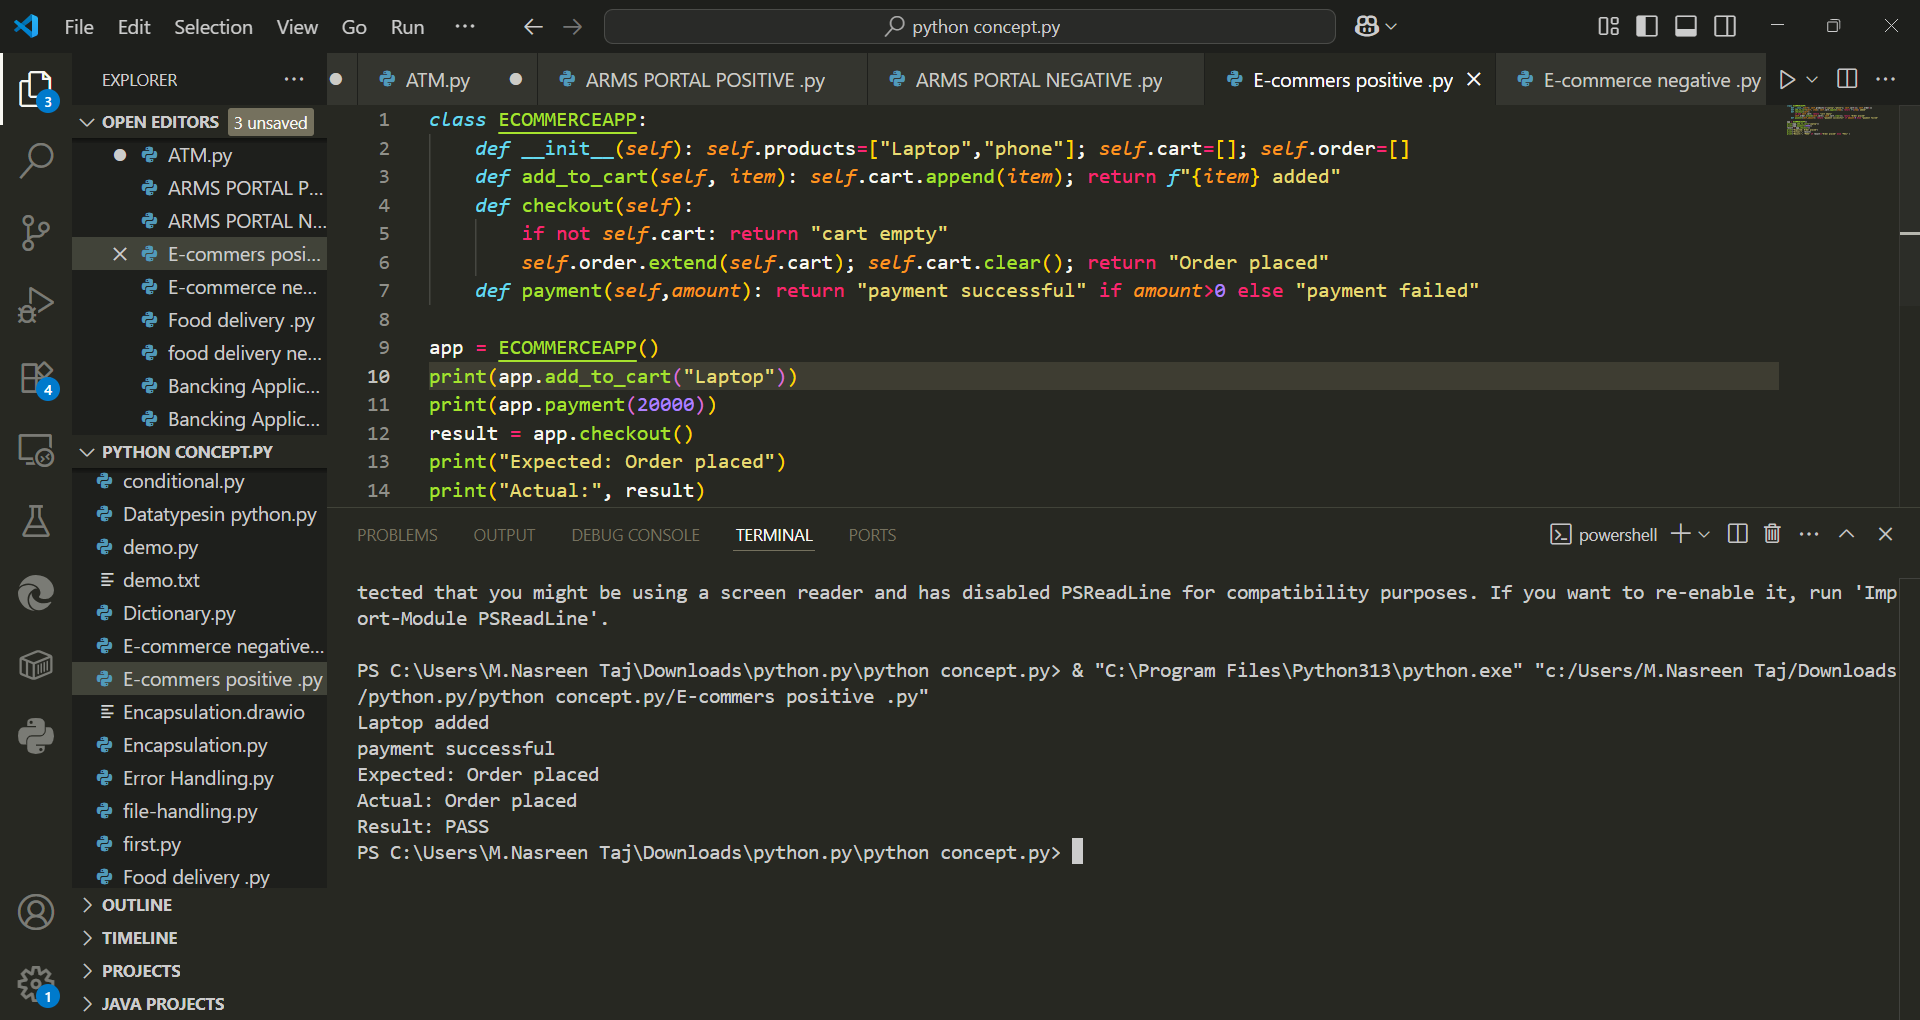 File Edit Selection View Go Run ···
python concept.py
EXPLORER ···
ATM.py
ARMS PORTAL POSITIVE .py
ARMS PORTAL NEGATIVE .py
E-commers positive .py
E-commerce negative .py
OPEN EDITORS 3 unsaved
ATM.py
ARMS PORTAL P...
ARMS PORTAL N...
E-commers posi...
E-commerce ne...
Food delivery .py
food delivery ne...
Bancking Applic...
Bancking Applic...
PYTHON CONCEPT.PY
conditional.py
Datatypesin python.py
demo.py
demo.txt
Dictionary.py
E-commerce negative...
E-commers positive .py
Encapsulation.drawio
Encapsulation.py
Error Handling.py
file-handling.py
first.py
Food delivery .py
OUTLINE
TIMELINE
PROJECTS
JAVA PROJECTS
3
4
1
1 class ECOMMERCEAPP:
2 def __init__(self): self.products=["Laptop","phone"]; self.cart=[]; self.order=[]
3 def add_to_cart(self, item): self.cart.append(item); return f"{item} added"
4 def checkout(self):
5 if not self.cart: return "cart empty"
6 self.order.extend(self.cart); self.cart.clear(); return "Order placed"
7 def payment(self,amount): return "payment successful" if amount>0 else "payment failed"
8
9 app = ECOMMERCEAPP()
10 print(app.add_to_cart("Laptop"))
11 print(app.payment(20000))
12 result = app.checkout()
13 print("Expected: Order placed")
14 print("Actual:", result)
PROBLEMS OUTPUT DEBUG CONSOLE TERMINAL PORTS
powershell
tected that you might be using a screen reader and has disabled PSReadLine for compatibility purposes. If you want to re-enable it, run 'Imp
ort-Module PSReadLine'.
PS C:\Users\M.Nasreen Taj\Downloads\python.py\python concept.py> & "C:\Program Files\Python313\python.exe" "c:/Users/M.Nasreen Taj/Downloads
/python.py/python concept.py/E-commers positive .py"
Laptop added
payment successful
Expected: Order placed
Actual: Order placed
Result: PASS
PS C:\Users\M.Nasreen Taj\Downloads\python.py\python concept.py>